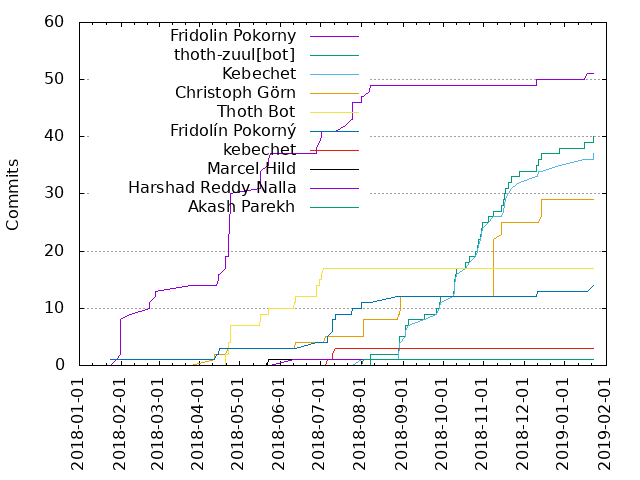 60
50
40
30
20
10
0
Commits
Fridolin Pokorny
thoth-zuul[bot]
Kebechet
Christoph Görn
Thoth Bot
Fridolín Pokorný
kebechet
Marcel Hild
Harshad Reddy Nalla
Akash Parekh
2018-01-01
2018-02-01
2018-03-01
2018-04-01
2018-05-01
2018-06-01
2018-07-01
2018-08-01
2018-09-01
2018-10-01
2018-11-01
2018-12-01
2019-01-01
2019-02-01